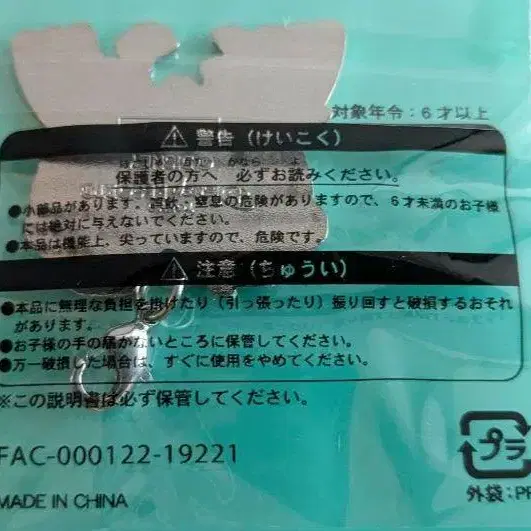 対象年令：6才以上
警告（けいこく）
保護者の方へ 必ずお読みください。
●小部品があります。誤飲、窒息の危険がありますので、6才未満のお子様
には絶対に与えないでください。
●本品は機能上、尖っていますので、危険です。
注意（ちゅうい）
●本品に無理な負担を掛けたり（引っ張ったり）振り回すと破損するおそれ
があります。
●お子様の手の届かないところに保管してください。
●万一破損した場合は、すぐに使用をやめてください。
※この説明書は必ず保管してください。
FAC-000122-19221
プラ
MADE IN CHINA
外袋：PP